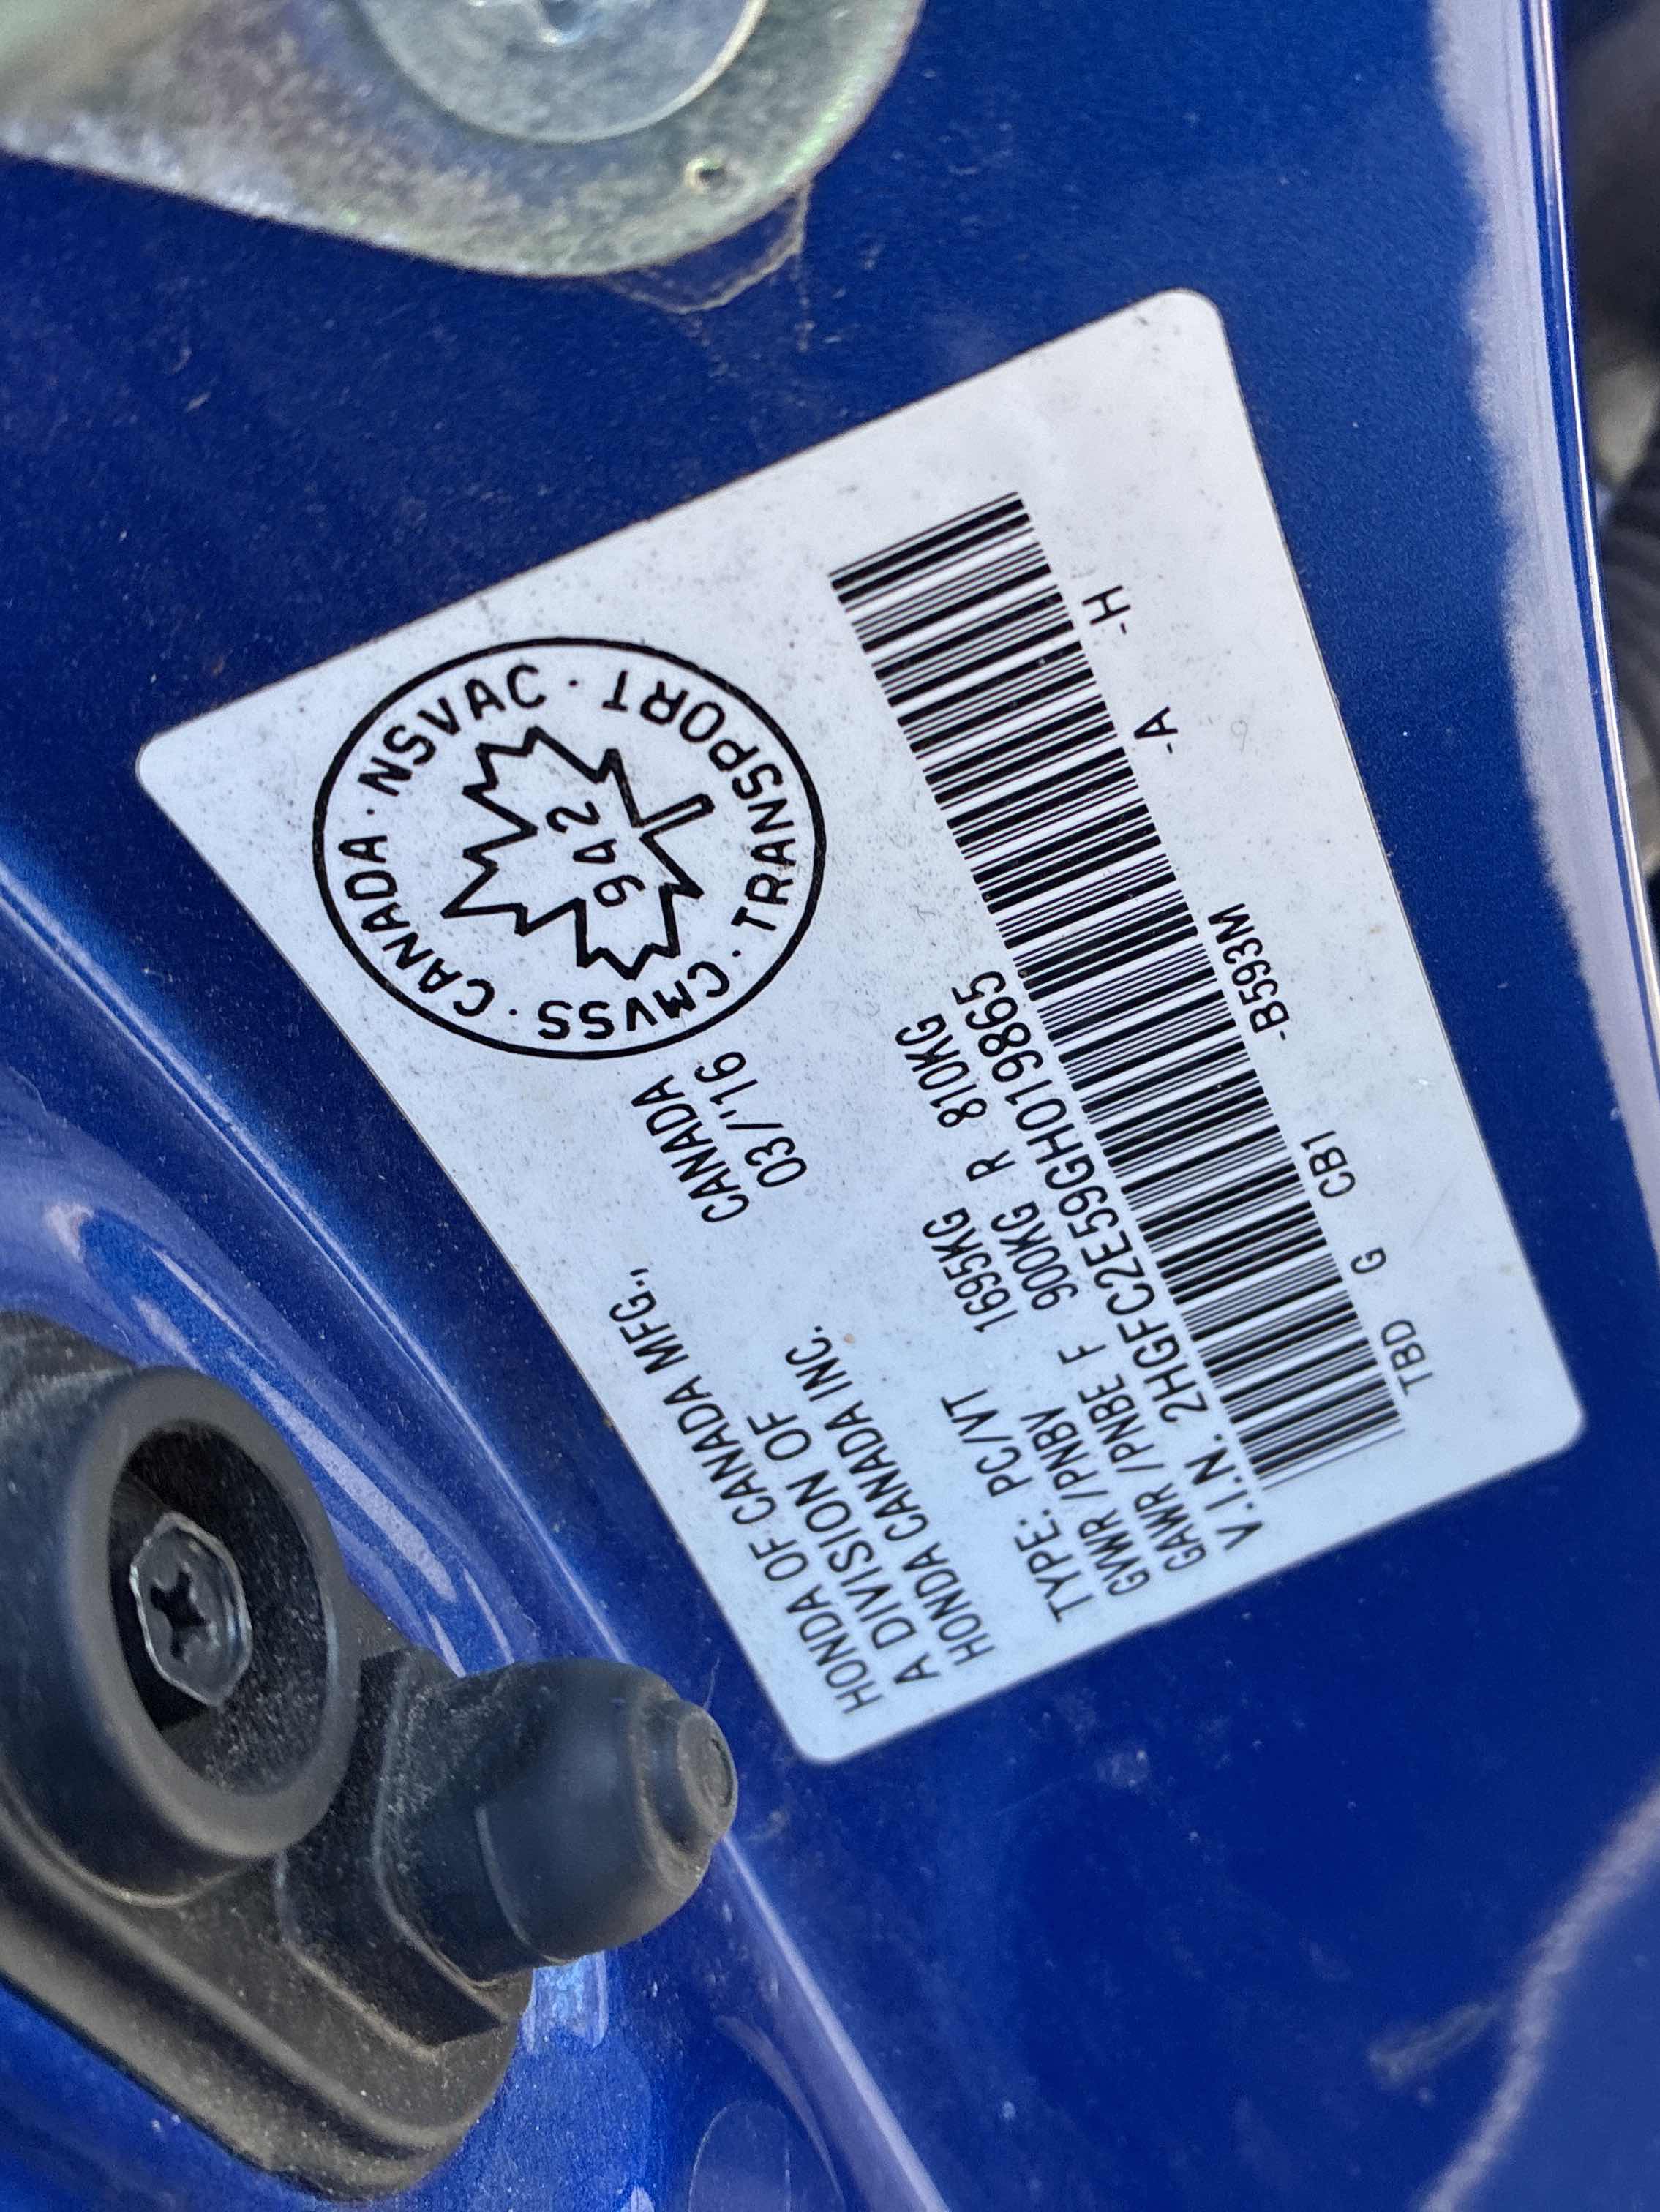 HONDA OF CANADA MFG., CANADA
A DIVISION OF 03/'16
HONDA CANADA INC.
CANADA · NSVAC · TRANSPORT · TRANSPORT · CMVSS ·
942
TYPE: PC/VT
GVWR /PNBV 1695KG
GAWR /PNBE F 900KG R 810KG
V.I.N. 2HGFC2E59GH019865
TBD G CB1 -B593M -A -H